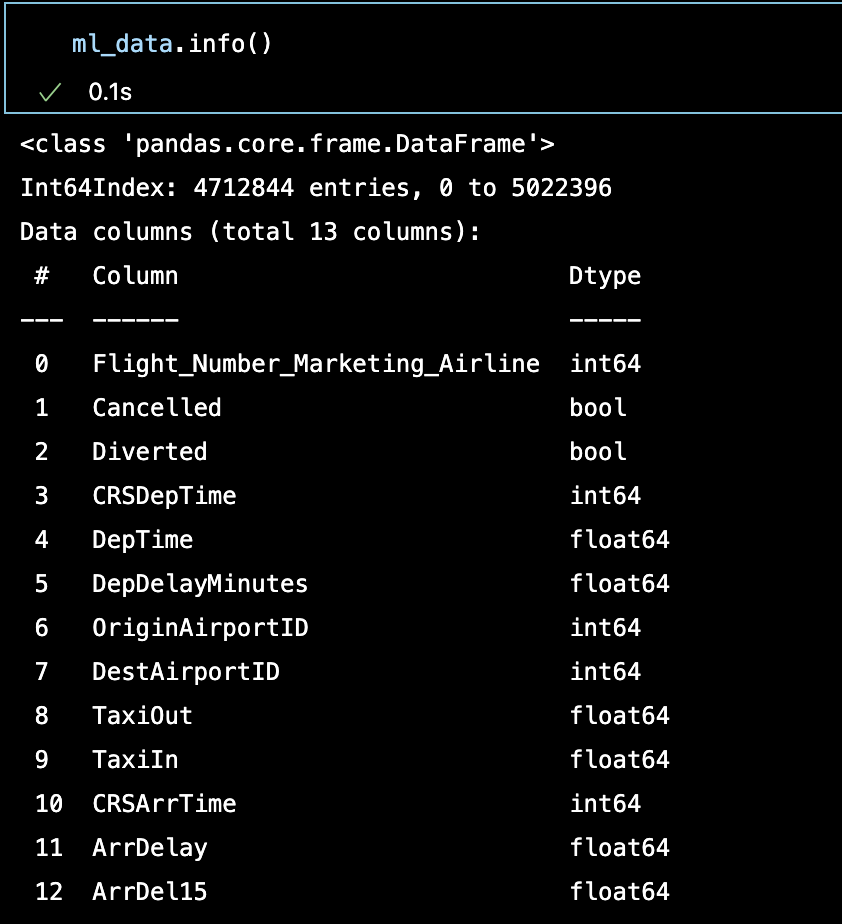 ml_data.info()
✓ 0.1s
<class 'pandas.core.frame.DataFrame'>
Int64Index: 4712844 entries, 0 to 5022396
Data columns (total 13 columns):
 #   Column                           Dtype
---  ------                           -----
 0   Flight_Number_Marketing_Airline  int64
 1   Cancelled                        bool
 2   Diverted                         bool
 3   CRSDepTime                       int64
 4   DepTime                          float64
 5   DepDelayMinutes                  float64
 6   OriginAirportID                  int64
 7   DestAirportID                    int64
 8   TaxiOut                          float64
 9   TaxiIn                           float64
 10  CRSArrTime                       int64
 11  ArrDelay                         float64
 12  ArrDel15                         float64